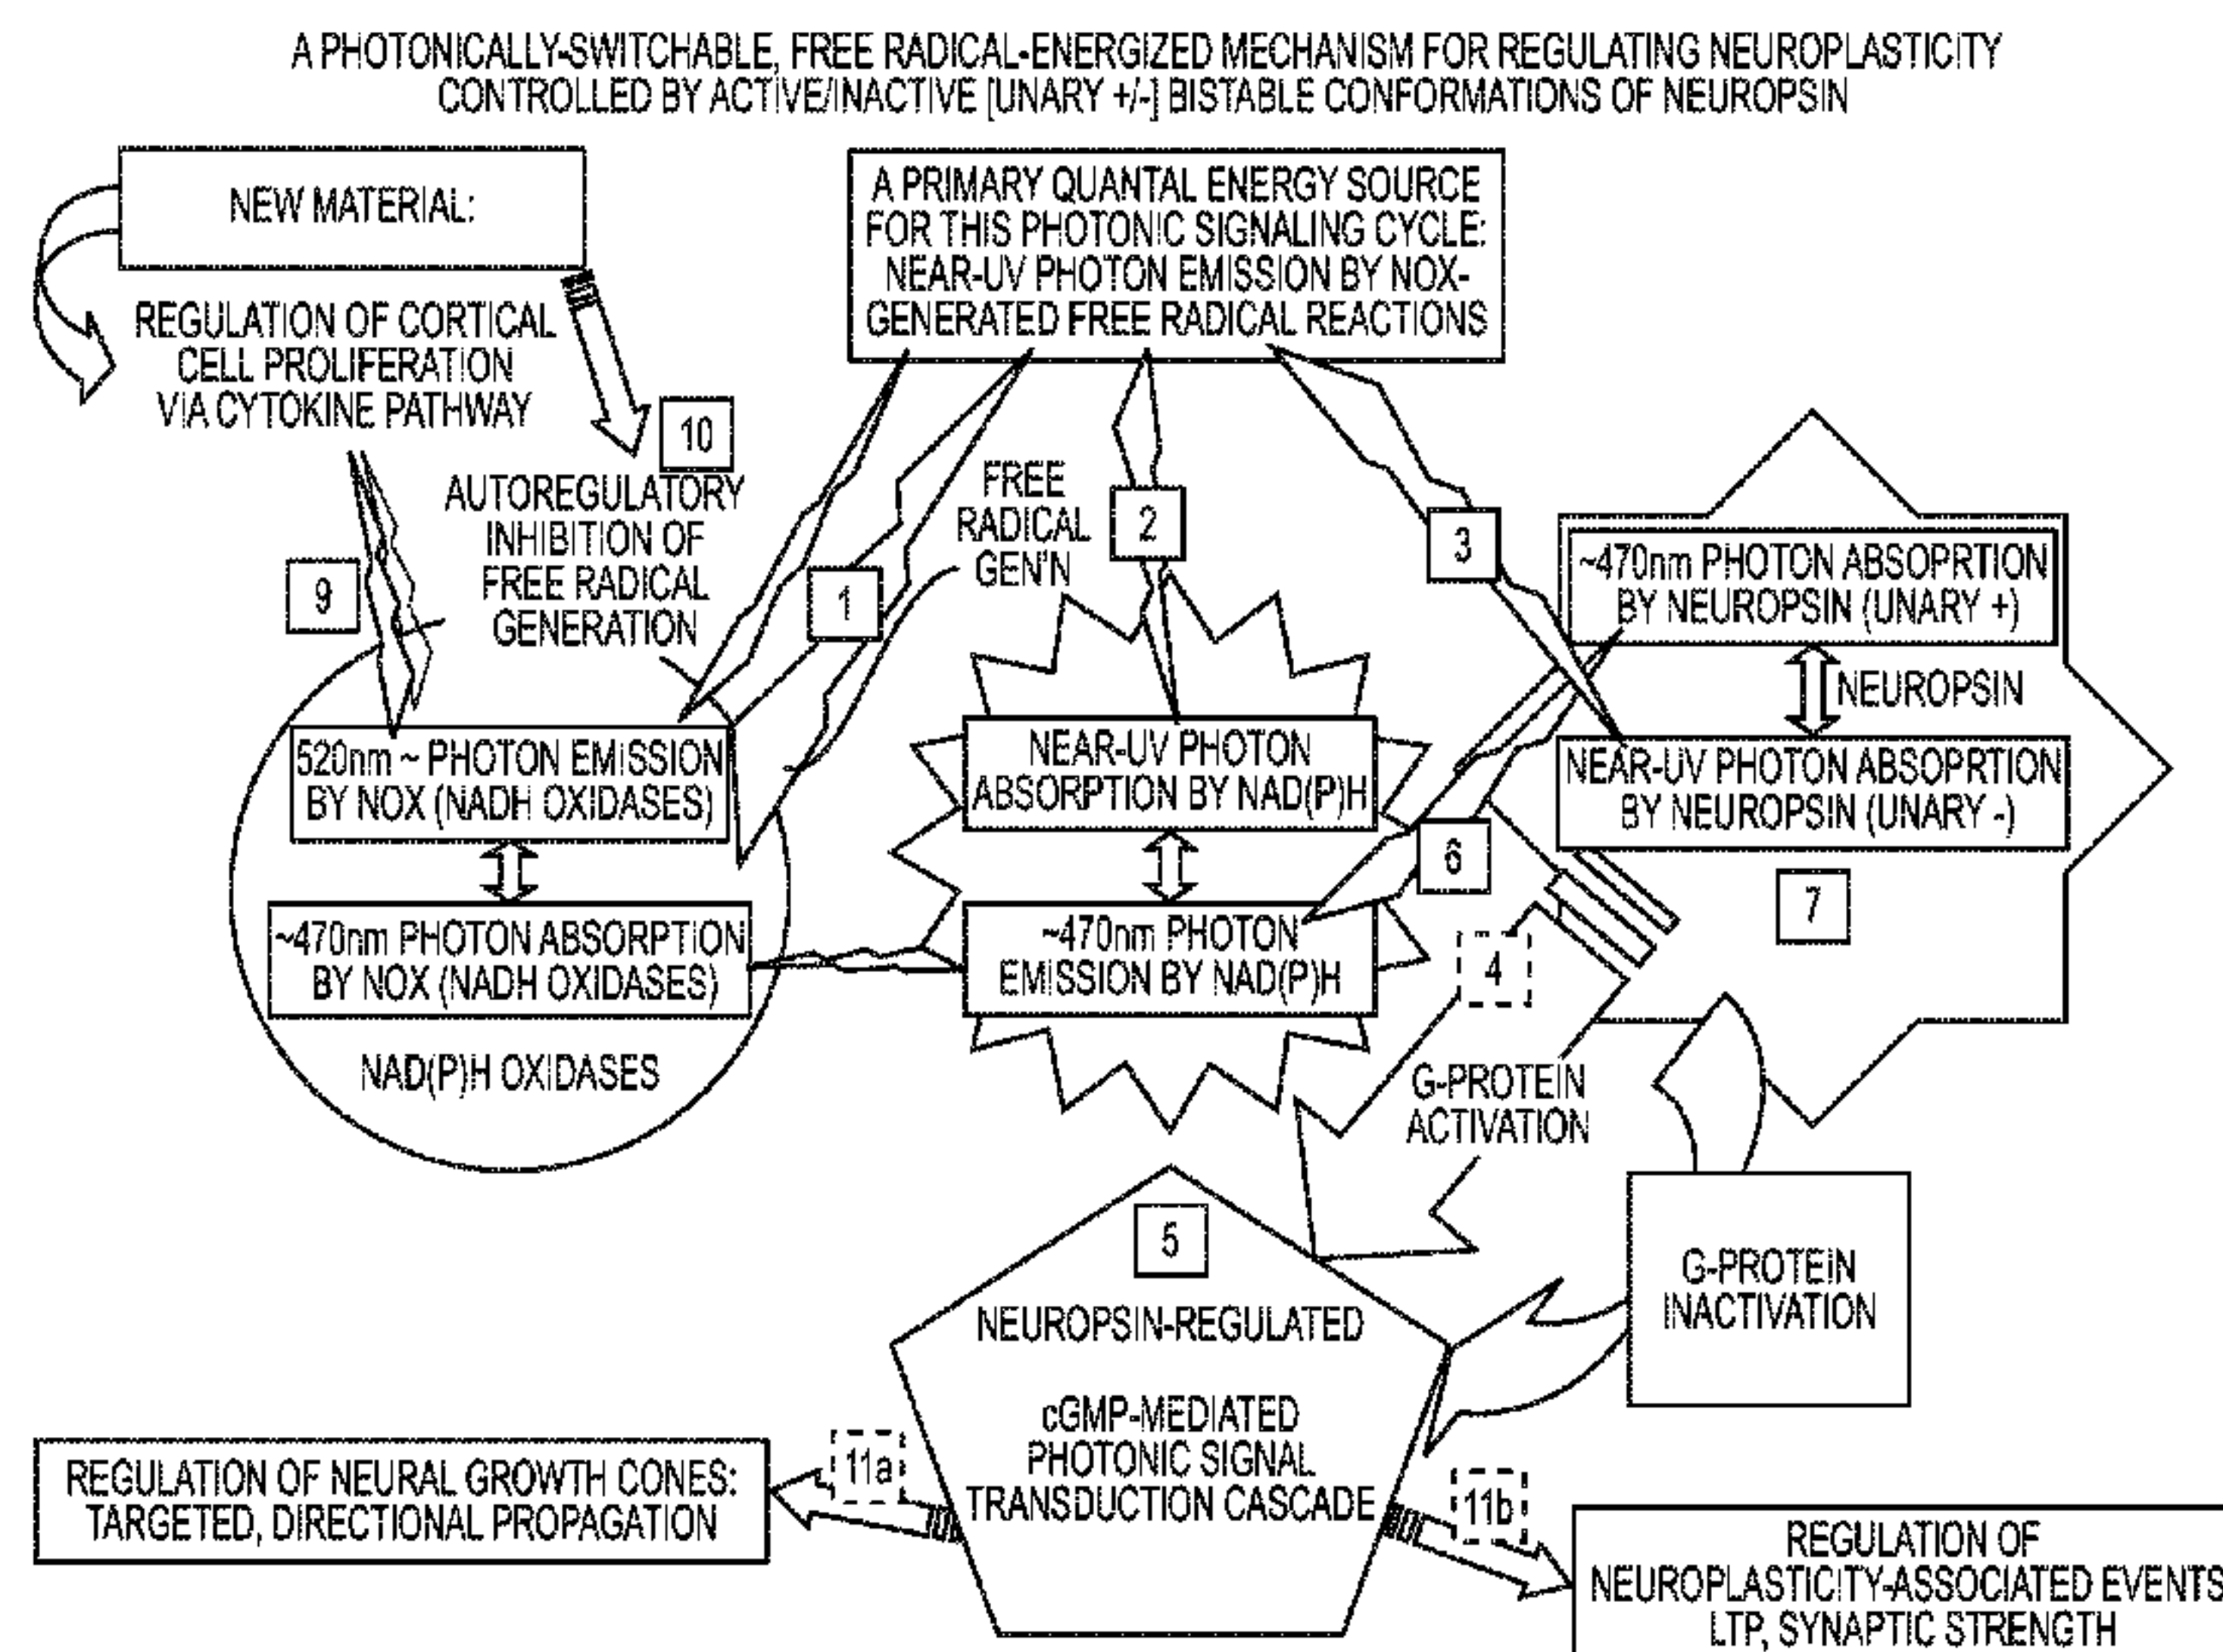 A PHOTONICALLY-SWITCHABLE, FREE RADICAL-ENERGIZED MECHANISM FOR REGULATING NEUROPLASTICITY
CONTROLLED BY ACTIVE/INACTIVE [UNARY +/-] BISTABLE CONFORMATIONS OF NEUROPSIN
NEW MATERIAL:
A PRIMARY QUANTAL ENERGY SOURCE
FOR THIS PHOTONIC SIGNALING CYCLE:
NEAR-UV PHOTON EMISSION BY NOX-
GENERATED FREE RADICAL REACTIONS
REGULATION OF CORTICAL
CELL PROLIFERATION
VIA CYTOKINE PATHWAY
10
AUTOREGULATORY
INHIBITION OF
FREE RADICAL
GENERATION
9
1
FREE
RADICAL
GEN'N
2
3
~470nm PHOTON ABSOPRTION
BY NEUROPSIN (UNARY +)
NEUROPSIN
NEAR-UV PHOTON ABSOPRTION
BY NEUROPSIN (UNARY -)
7
520nm ~ PHOTON EMISSION
BY NOX (NADH OXIDASES)
~470nm PHOTON ABSORPTION
BY NOX (NADH OXIDASES)
NAD(P)H OXIDASES
NEAR-UV PHOTON
ABSORPTION BY NAD(P)H
~470nm PHOTON
EMISSION BY NAD(P)H
6
4
G-PROTEIN
ACTIVATION
5
NEUROPSIN-REGULATED
cGMP-MEDIATED
PHOTONIC SIGNAL
TRANSDUCTION CASCADE
G-PROTEIN
INACTIVATION
11a
REGULATION OF NEURAL GROWTH CONES:
TARGETED, DIRECTIONAL PROPAGATION
11b
REGULATION OF
NEUROPLASTICITY-ASSOCIATED EVENTS
LTP, SYNAPTIC STRENGTH